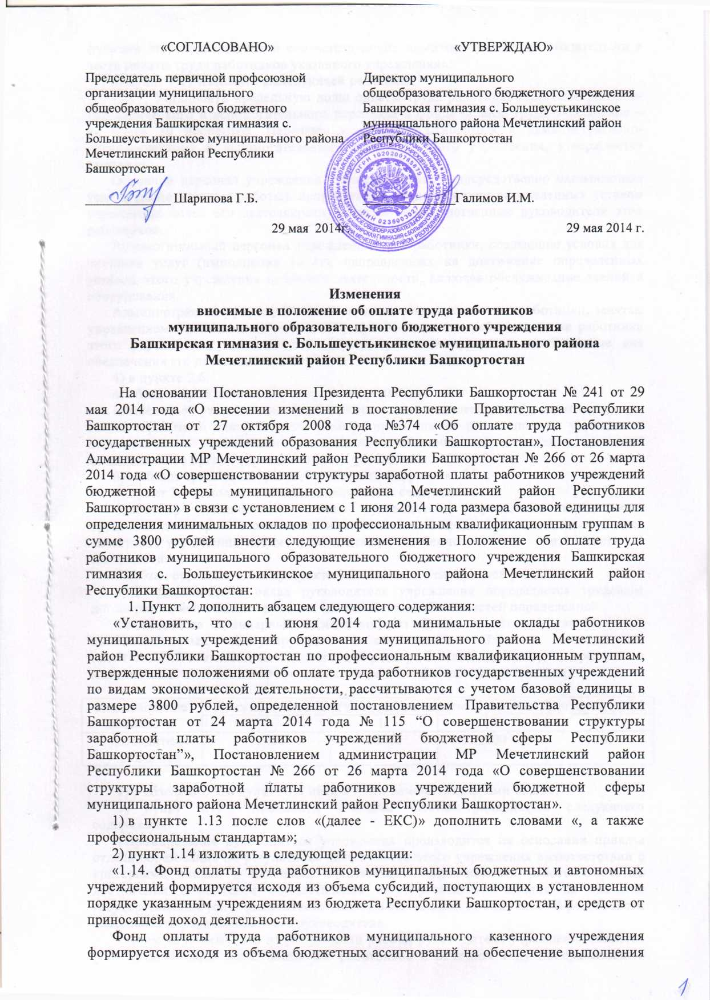 «СОГЛАСОВАНО»
Председатель первичной профсоюзной
организации муниципального
общеобразовательного бюджетного
учреждения Башкирская гимназия с.
Большеустьикинское муниципального района
Мечетлинский район Республики
Башкортостан
Шарипова Г.Б.
29 мая 2014г.
«УТВЕРЖДАЮ»
Директор муниципального
общеобразовательного бюджетного учреждения
Башкирская гимназия с. Большеустьикинское
муниципального района Мечетлинский район
Республики Башкортостан
Галимов И.М.
29 мая 2014 г.
ОГРН 1020200785879
ИНН 0236003027
Изменения
вносимые в положение об оплате труда работников
муниципального образовательного бюджетного учреждения
Башкирская гимназия с. Большеустьикинское муниципального района
Мечетлинский район Республики Башкортостан
На основании Постановления Президента Республики Башкортостан № 241 от 29
мая 2014 года «О внесении изменений в постановление Правительства Республики
Башкортостан от 27 октября 2008 года №374 «Об оплате труда работников
государственных учреждений образования Республики Башкортостан», Постановления
Администрации МР Мечетлинский район Республики Башкортостан № 266 от 26 марта
2014 года «О совершенствовании структуры заработной платы работников учреждений
бюджетной сферы муниципального района Мечетлинский район Республики
Башкортостан» в связи с установлением с 1 июня 2014 года размера базовой единицы для
определения минимальных окладов по профессиональным квалификационным группам в
сумме 3800 рублей внести следующие изменения в Положение об оплате труда
работников муниципального образовательного бюджетного учреждения Башкирская
гимназия с. Большеустьикинское муниципального района Мечетлинский район
Республики Башкортостан:
1. Пункт 2 дополнить абзацем следующего содержания:
«Установить, что с 1 июня 2014 года минимальные оклады работников
муниципальных учреждений образования муниципального района Мечетлинский
район Республики Башкортостан по профессиональным квалификационным группам,
утвержденные положениями об оплате труда работников государственных учреждений
по видам экономической деятельности, рассчитываются с учетом базовой единицы в
размере 3800 рублей, определенной постановлением Правительства Республики
Башкортостан от 24 марта 2014 года № 115 “О совершенствовании структуры
заработной платы работников учреждений бюджетной сферы Республики
Башкортостан”», Постановлением администрации МР Мечетлинский район
Республики Башкортостан № 266 от 26 марта 2014 года «О совершенствовании
структуры заработной платы работников учреждений бюджетной сферы
муниципального района Мечетлинский район Республики Башкортостан».
1) в пункте 1.13 после слов «(далее - ЕКС)» дополнить словами «, а также
профессиональным стандартам»;
2) пункт 1.14 изложить в следующей редакции:
«1.14. Фонд оплаты труда работников муниципальных бюджетных и автономных
учреждений формируется исходя из объема субсидий, поступающих в установленном
порядке указанным учреждениям из бюджета Республики Башкортостан, и средств от
приносящей доход деятельности.
Фонд оплаты труда работников муниципального казенного учреждения
формируется исходя из объема бюджетных ассигнований на обеспечение выполнения
1